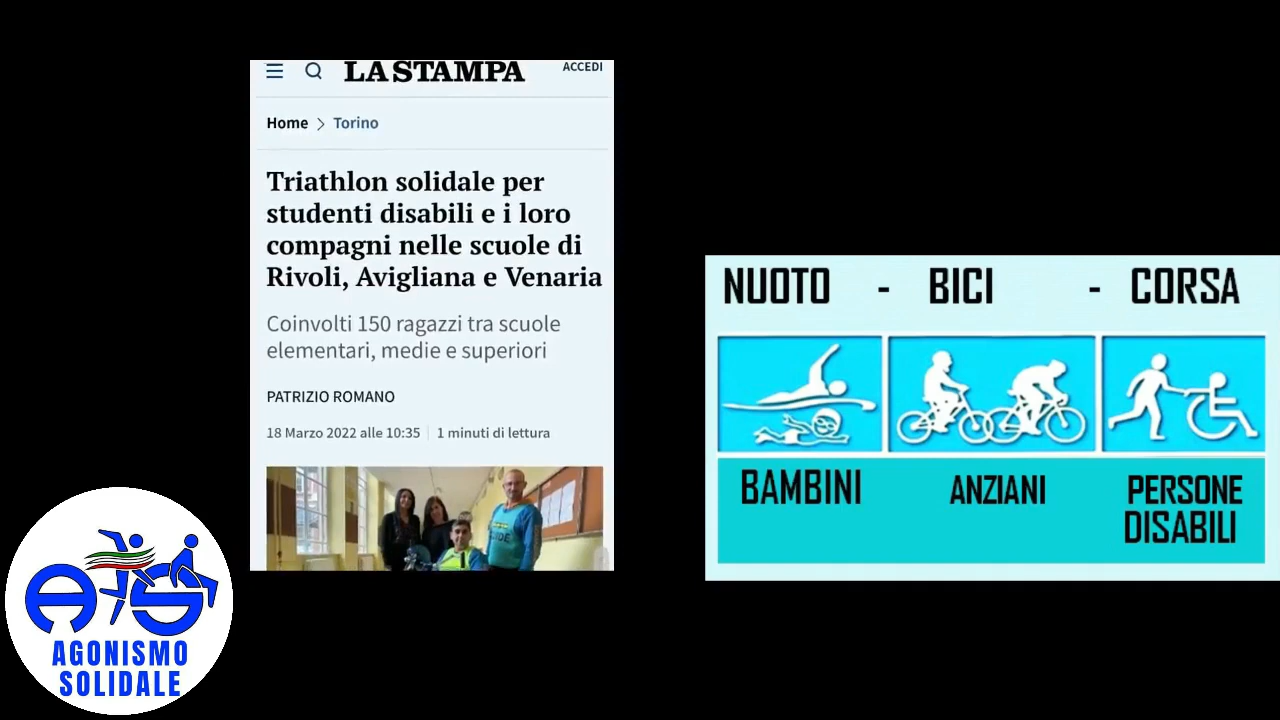 LA STAMPA
ACCEDI
Home > Torino
Triathlon solidale per
studenti disabili e i loro
compagni nelle scuole di
Rivoli, Avigliana e Venaria
Coinvolti 150 ragazzi tra scuole
elementari, medie e superiori
PATRIZIO ROMANO
18 Marzo 2022 alle 10:35 | 1 minuti di lettura
NUOTO - BICI - CORSA
BAMBINI ANZIANI PERSONE
DISABILI
AS
AGONISMO
SOLIDALE